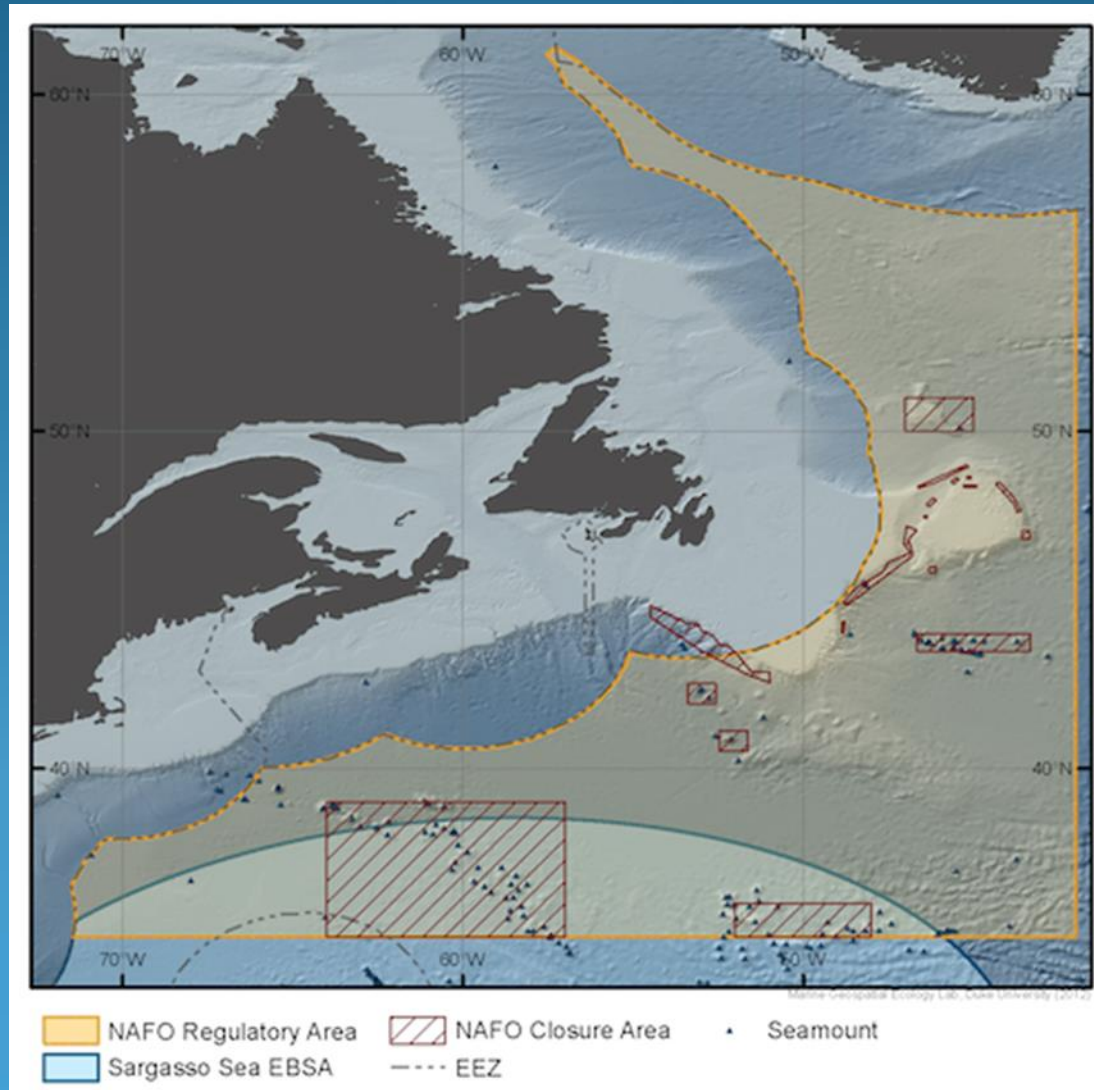 70°W 60°W 50°W
60°N 60°N
50°N 50°N
40°N 40°N
70°W 60°W 50°W
Marine Geospatial Ecology Lab, Duke University (2012)
NAFO Regulatory Area NAFO Closure Area Seamount
Sargasso Sea EBSA EEZ